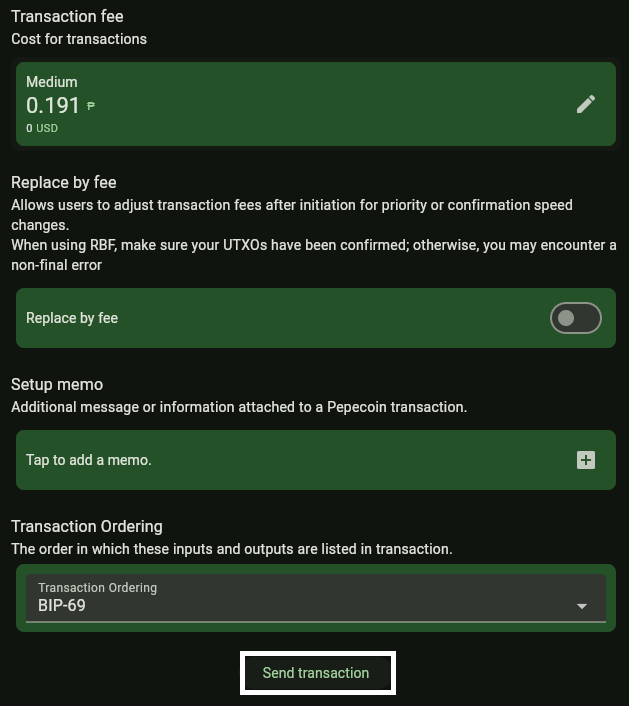 Transaction fee
Cost for transactions
Medium
0.191 ₱
0 USD
Replace by fee
Allows users to adjust transaction fees after initiation for priority or confirmation speed
changes.
When using RBF, make sure your UTXOs have been confirmed; otherwise, you may encounter a
non-final error
Replace by fee
Setup memo
Additional message or information attached to a Pepecoin transaction.
Tap to add a memo.
Transaction Ordering
The order in which these inputs and outputs are listed in transaction.
Transaction Ordering
BIP-69
Send transaction